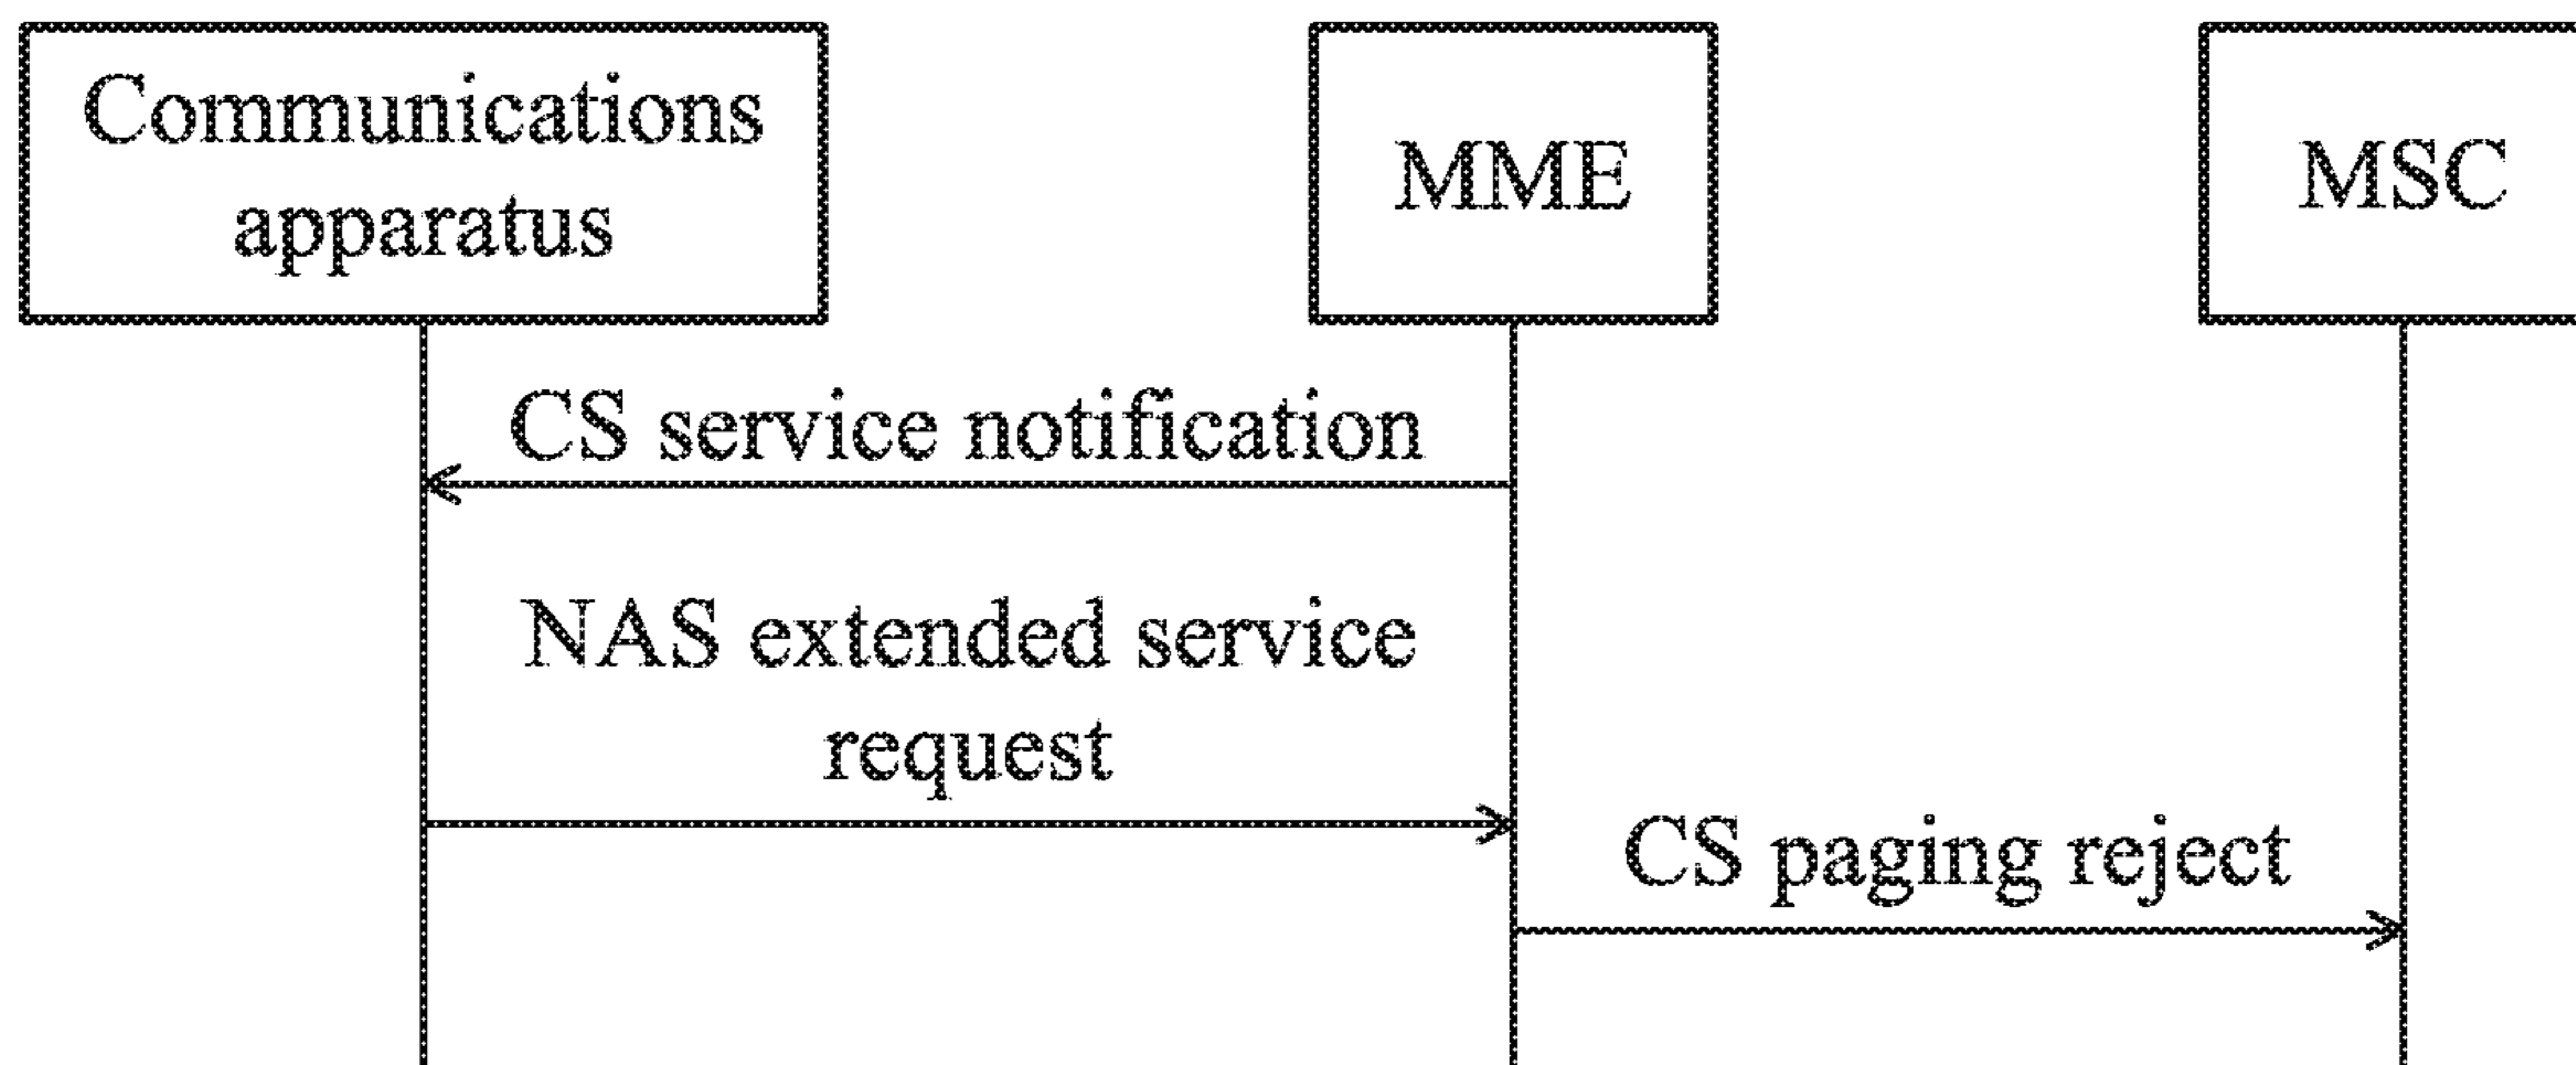 Communications
apparatus
MME
MSC
CS service notification
NAS extended service
request
CS paging reject